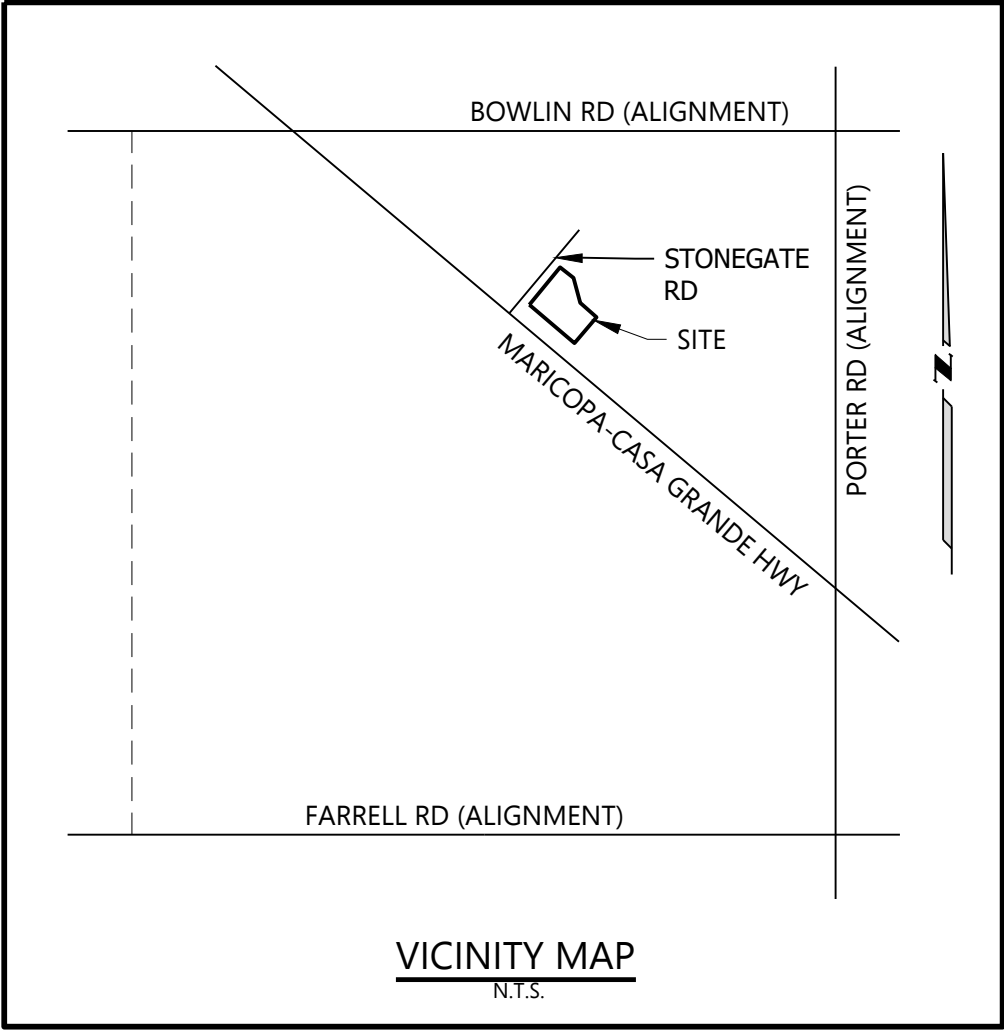 BOWLIN RD (ALIGNMENT)
STONEGATE
RD
SITE
PORTER RD (ALIGNMENT)
N
MARICOPA-CASA GRANDE HWY
FARRELL RD (ALIGNMENT)
VICINITY MAP
N.T.S.